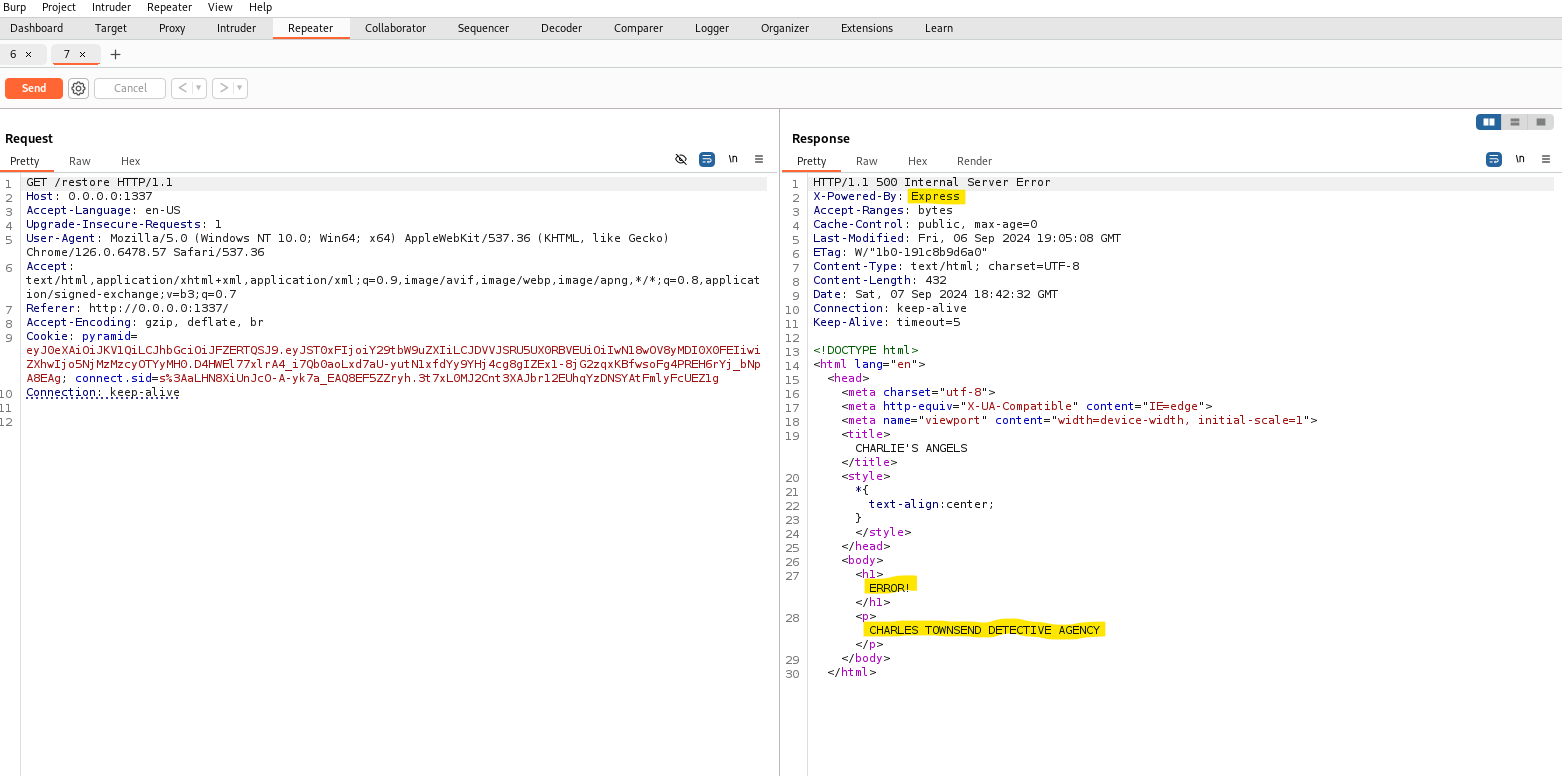 Burp Project Intruder Repeater View Help
Dashboard Target Proxy Intruder Repeater Collaborator Sequencer Decoder Comparer Logger Organizer Extensions Learn
6 × 7 × +
Send Cancel < >
Request
Pretty Raw Hex \n
1 GET /restore HTTP/1.1
2 Host: 0.0.0.0:1337
3 Accept-Language: en-US
4 Upgrade-Insecure-Requests: 1
5 User-Agent: Mozilla/5.0 (Windows NT 10.0; Win64; x64) AppleWebKit/537.36 (KHTML, like Gecko)
Chrome/126.0.6478.57 Safari/537.36
6 Accept:
text/html,application/xhtml+xml,application/xml;q=0.9,image/avif,image/webp,image/apng,*/*;q=0.8,applicat
ion/signed-exchange;v=b3;q=0.7
7 Referer: http://0.0.0.0:1337/
8 Accept-Encoding: gzip, deflate, br
9 Cookie: pyramid=
eyJ0eXAiOiJKV1QiLCJhbGciOiJFZERTQSJ9.eyJST0xFIjoiY29tbW9uZXIiLCJDVVJSRU5UX0RBVEUiOiIwN18wOV8yMDI0X0FEIiwi
ZXhwIjo5NjMzMzcyOTYyMH0.D4HWEl77xlrA4_i7Qb0aoLxd7aU-yutN1xfdYy9YHj4cg8gIZEx1-8jG2zqxKBfwsoFg4PREH6rYj_bNp
A8EAg; connect.sid=s%3AaLHN8XiUnJcO-A-yk7a_EAQ8EF5ZZryh.3t7xL0MJ2Cnt3XAJbr12EUhqYzDNSYAtFmlyFcUEZ1g
10 Connection: keep-alive
11
12
Response
Pretty Raw Hex Render \n
1 HTTP/1.1 500 Internal Server Error
2 X-Powered-By: Express
3 Accept-Ranges: bytes
4 Cache-Control: public, max-age=0
5 Last-Modified: Fri, 06 Sep 2024 19:05:08 GMT
6 ETag: W/"1b0-191c8b9d6a0"
7 Content-Type: text/html; charset=UTF-8
8 Content-Length: 432
9 Date: Sat, 07 Sep 2024 18:42:32 GMT
10 Connection: keep-alive
11 Keep-Alive: timeout=5
12
13 <!DOCTYPE html>
14 <html lang="en">
15 <head>
16 <meta charset="utf-8">
17 <meta http-equiv="X-UA-Compatible" content="IE=edge">
18 <meta name="viewport" content="width=device-width, initial-scale=1">
19 <title>
CHARLIE'S ANGELS
</title>
20 <style>
21 *{
22 text-align:center;
23 }
24 </style>
25 </head>
26 <body>
27 <h1>
ERROR!
</h1>
28 <p>
CHARLES TOWNSEND DETECTIVE AGENCY
</p>
29 </body>
30 </html>